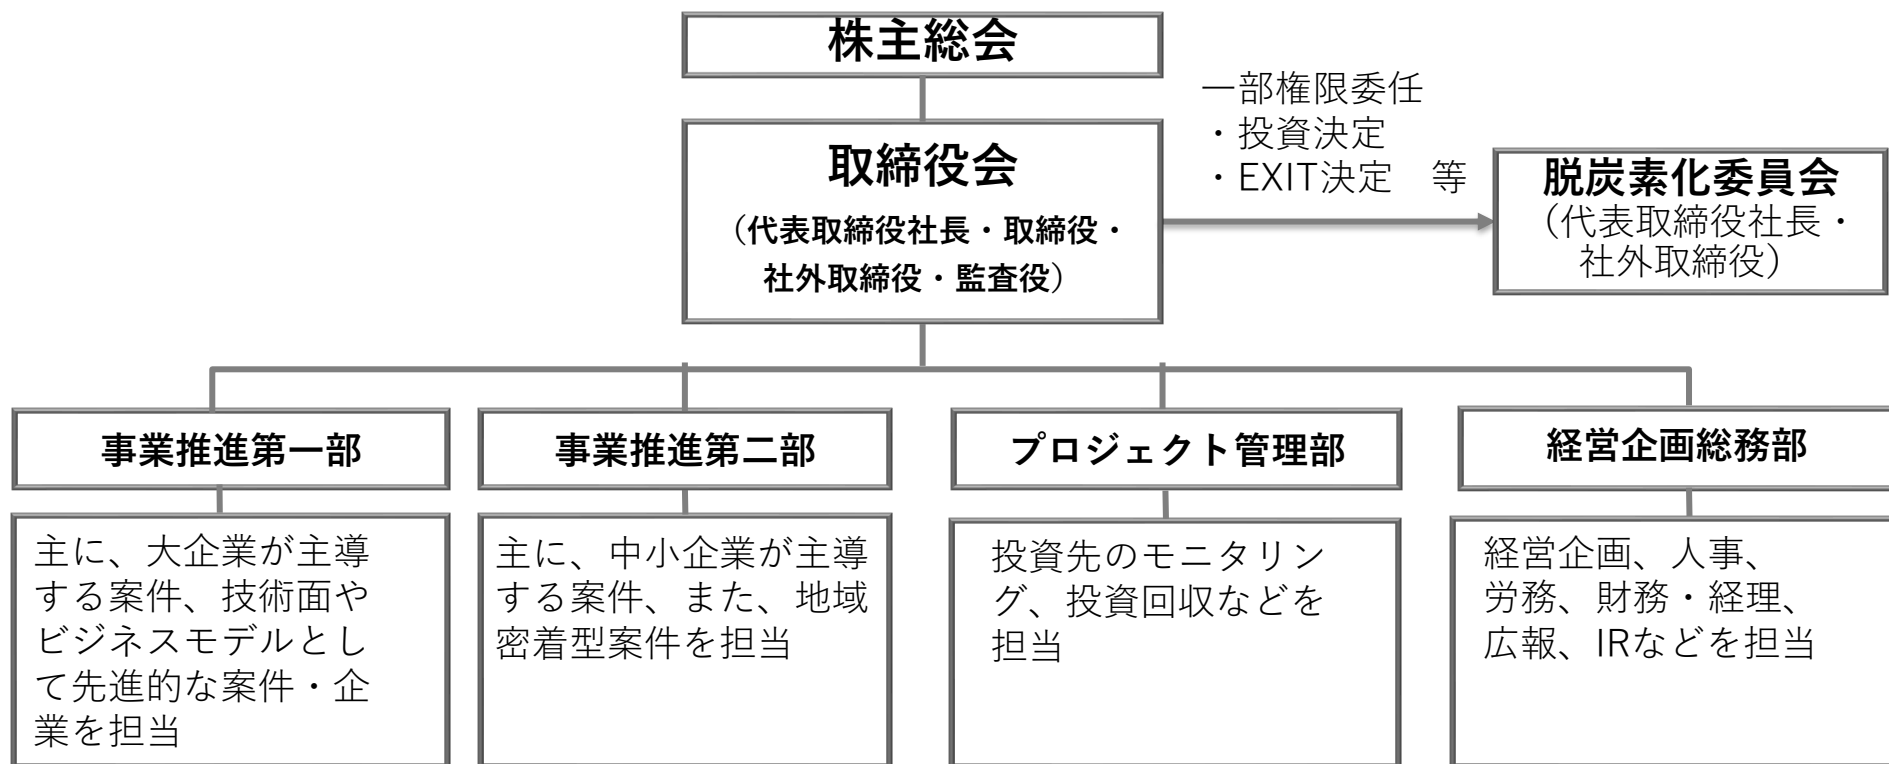 株主総会
一部権限委任
・投資決定
・EXIT決定　等
取締役会
（代表取締役社長・取締役・
社外取締役・監査役）
脱炭素化委員会
（代表取締役社長・
社外取締役）
事業推進第一部
事業推進第二部
プロジェクト管理部
経営企画総務部
主に、大企業が主導
する案件、技術面や
ビジネスモデルとし
て先進的な案件・企
業を担当
主に、中小企業が主導
する案件、また、地域
密着型案件を担当
投資先のモニタリン
グ、投資回収などを
担当
経営企画、人事、
労務、財務・経理、
広報、IRなどを担当